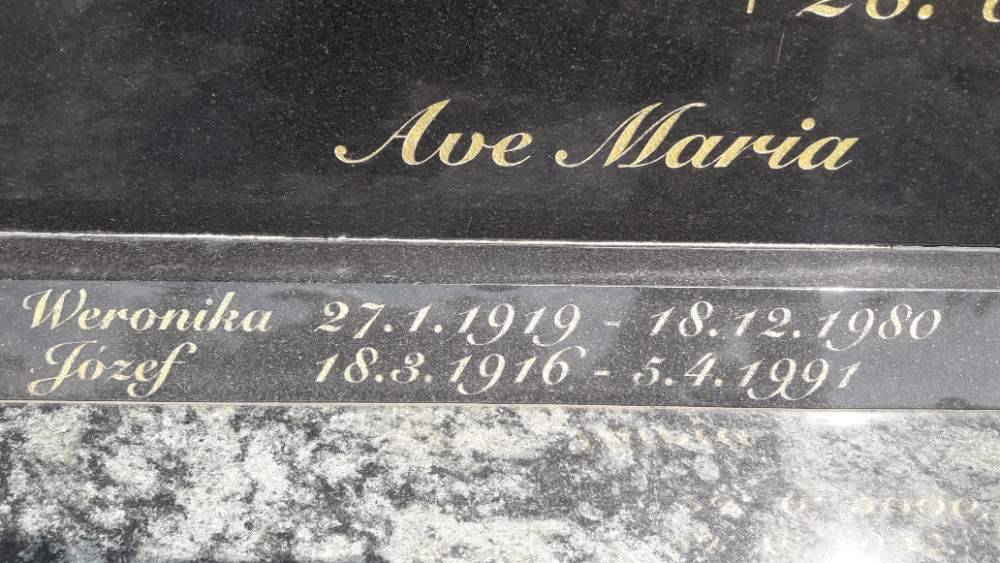 Ave Maria
Weronika 27.1.1919 - 18.12.1980
Józef 18.3.1916 - 5.4.1991